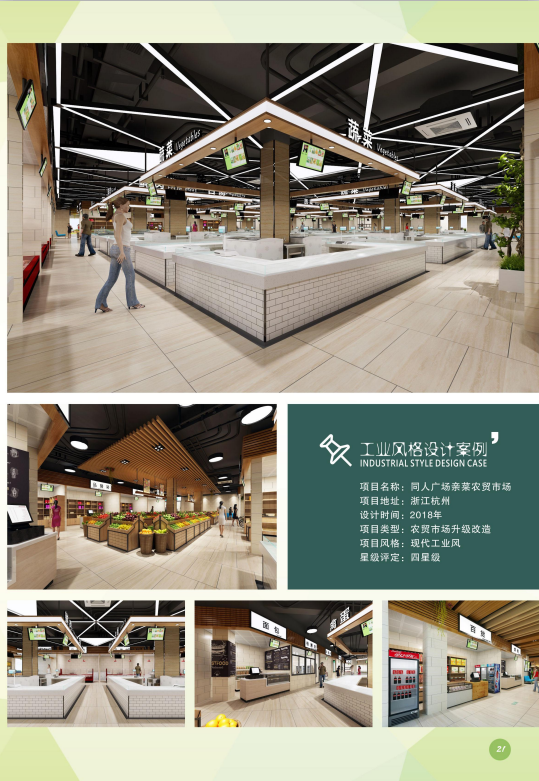 蔬菜 Vegetables
蔬菜 Vegetables
工业风格设计案例
INDUSTRIAL STYLE DESIGN CASE
项目名称：同人广场亲菜农贸市场
项目地址：浙江杭州
设计时间：2018年
项目类型：农贸市场升级改造
项目风格：现代工业风
星级评定：四星级
面包
蛋
百货
21